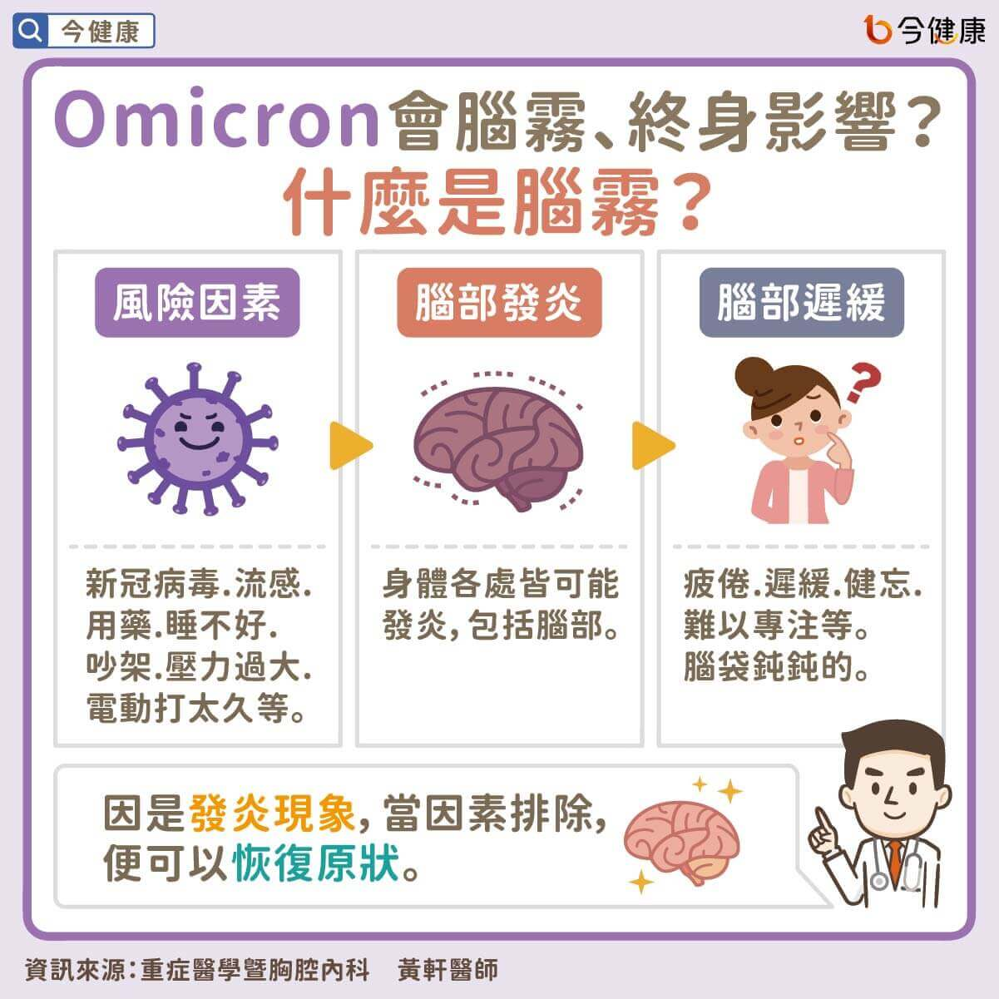 今健康
今健康
Omicron會腦霧、終身影響？
什麼是腦霧？
風險因素
新冠病毒.流感.
用藥.睡不好.
吵架.壓力過大.
電動打太久等。
腦部發炎
身體各處皆可能
發炎，包括腦部。
腦部遲緩
?
疲倦.遲緩.健忘.
難以專注等。
腦袋鈍鈍的。
因是發炎現象，當因素排除，
便可以恢復原狀。
資訊來源：重症醫學暨胸腔內科　黃軒醫師